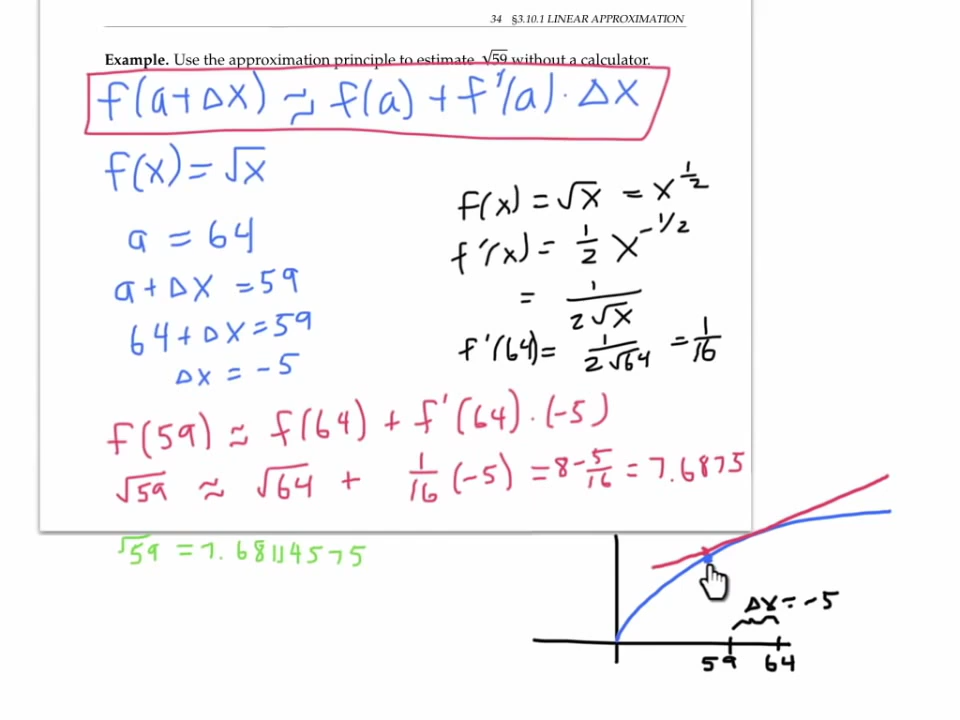 34 §3.10.1 LINEAR APPROXIMATION
Example. Use the approximation principle to estimate √59 without a calculator.
f(a+Δx) ≈ f(a) + f'(a) · Δx
f(x) = √x
a = 64
a + Δx = 59
64 + Δx = 59
Δx = -5
f(x) = √x = x^{1/2}
f'(x) = 1/2 x^{-1/2}
= 1/(2√x)
f'(64) = 1/(2√64) = 1/16
f(59) ≈ f(64) + f'(64) · (-5)
√59 ≈ √64 + 1/16 (-5) = 8 - 5/16 = 7.6875
√59 = 7.68114575
Δx = -5
59 64